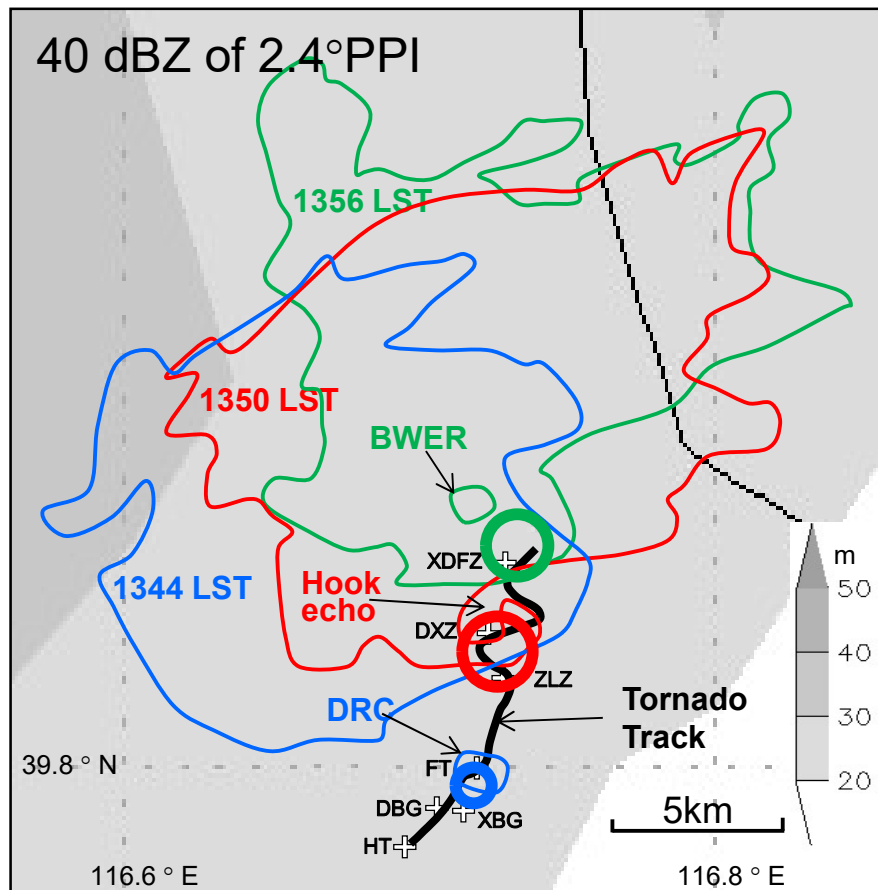 40 dBZ of 2.4°PPI
1356 LST
1350 LST
BWER
XDFZ
m
50
1344 LST
Hook
echo
DXZ
40
ZLZ
DRC
Tornado
Track
30
39.8 ° N
FT
20
DBG
XBG
5km
HT
116.6 ° E
116.8 ° E